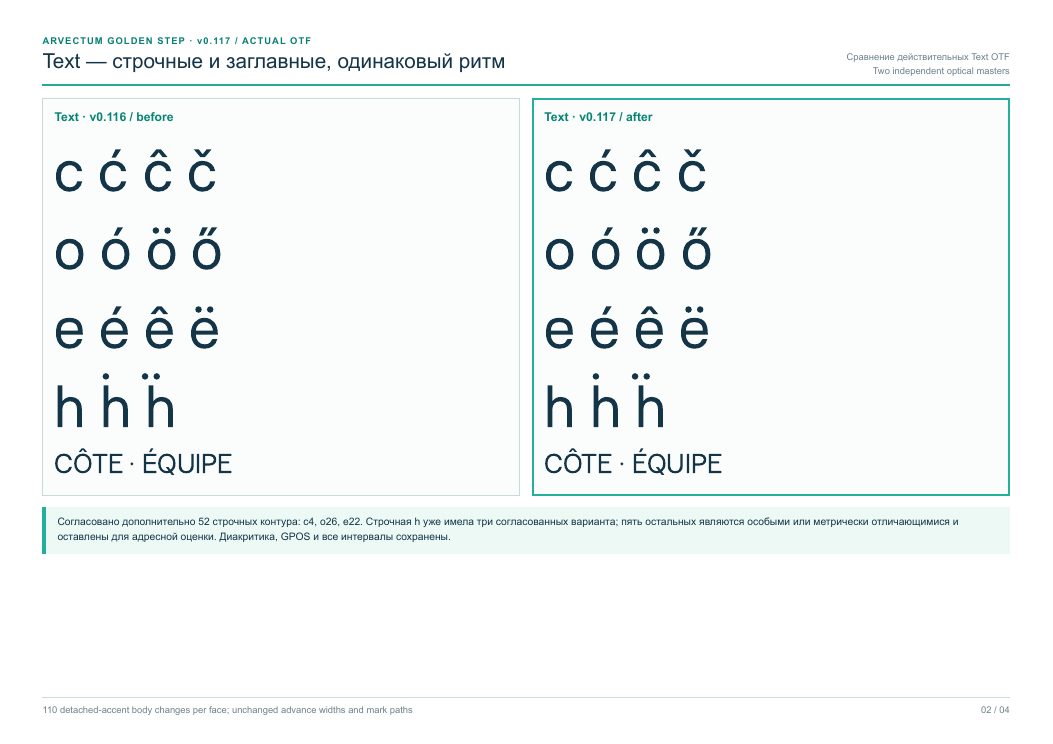 ARVECTUM GOLDEN STEP · v0.117 / ACTUAL OTF
Text — строчные и заглавные, одинаковый ритм
Сравнение действительных Text OTF
Two independent optical masters
Text · v0.116 / before
c ć ĉ č
o ó ö ő
e é ê ë
h ḣ ḧ
CÔTE · ÉQUIPE
Text · v0.117 / after
c ć ĉ č
o ó ö ő
e é ê ë
h ḣ ḧ
CÔTE · ÉQUIPE
Согласовано дополнительно 52 строчных контура: c4, o26, e22. Строчная h уже имела три согласованных варианта; пять остальных являются особыми или метрически отличающимися и
оставлены для адресной оценки. Диакритика, GPOS и все интервалы сохранены.
110 detached-accent body changes per face; unchanged advance widths and mark paths
02 / 04